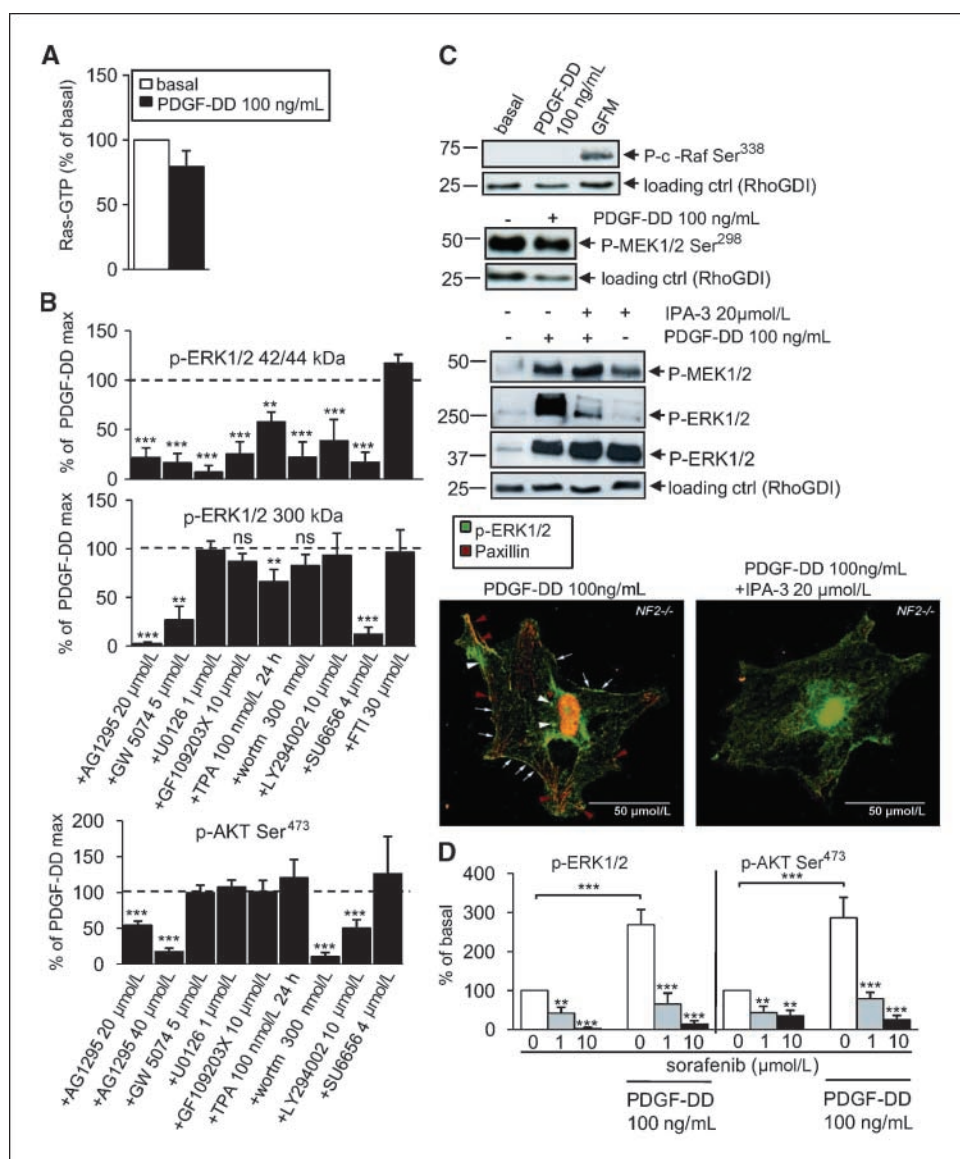 A
150
100
50
0
Ras-GTP (% of basal)
basal
PDGF-DD 100 ng/mL
B
p-ERK1/2 42/44 kDa
% of PDGF-DD max
100
50
0
*** *** *** *** ** *** *** ***
p-ERK1/2 300 kDa
% of PDGF-DD max
100
50
0
*** ** ns ** ns ***
+AG1295 20 μmol/L
+GW 5074 5 μmol/L
+U0126 1 μmol/L
+GF109203X 10 μmol/L
+TPA 100 nmol/L 24 h
+wortm 300 nmol/L
+LY294002 10 μmol/L
+SU6656 4 μmol/L
+FTI 30 μmol/L
p-AKT Ser473
% of PDGF-DD max
200
150
100
50
0
*** *** *** ***
+AG1295 20 μmol/L
+AG1295 40 μmol/L
+GW 5074 5 μmol/L
+U0126 1 μmol/L
+GF109203X 10 μmol/L
+TPA 100 nmol/L 24 h
+wortm 300 nmol/L
+LY294002 10 μmol/L
+SU6656 4 μmol/L
C
basal
PDGF-DD
100 ng/mL
GFM
75
P-c -Raf Ser338
25 loading ctrl (RhoGDI)
- + PDGF-DD 100 ng/mL
50 P-MEK1/2 Ser298
25 loading ctrl (RhoGDI)
- - + + IPA-3 20μmol/L
- + + - PDGF-DD 100 ng/mL
50 P-MEK1/2
250 P-ERK1/2
37 P-ERK1/2
25 loading ctrl (RhoGDI)
p-ERK1/2
Paxillin
PDGF-DD 100ng/mL
NF2-/-
50 μmol/L
PDGF-DD 100ng/mL
+IPA-3 20 μmol/L
NF2-/-
50 μmol/L
D
p-ERK1/2 p-AKT Ser473
% of basal
400
300
200
100
0
*** ***
** *** *** *** ** ** *** ***
0 1 10 0 1 10 0 1 10 0 1 10
sorafenib (μmol/L)
PDGF-DD PDGF-DD
100 ng/mL 100 ng/mL